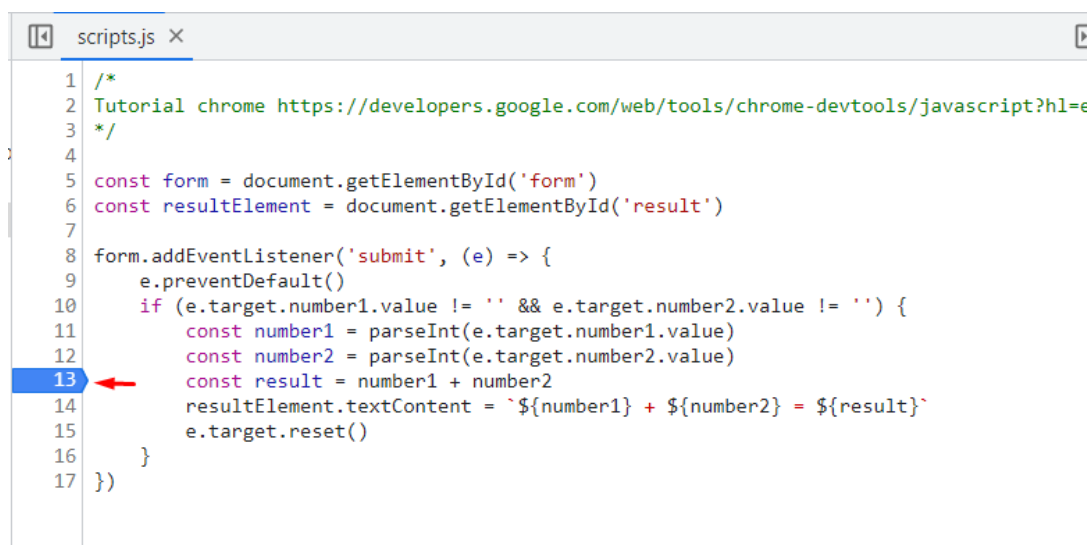 scripts.js ×
1 /*
2 Tutorial chrome https://developers.google.com/web/tools/chrome-devtools/javascript?hl=e
3 */
4
5 const form = document.getElementById('form')
6 const resultElement = document.getElementById('result')
7
8 form.addEventListener('submit', (e) => {
9     e.preventDefault()
10     if (e.target.number1.value != '' && e.target.number2.value != '') {
11         const number1 = parseInt(e.target.number1.value)
12         const number2 = parseInt(e.target.number2.value)
13         const result = number1 + number2
14         resultElement.textContent = `${number1} + ${number2} = ${result}`
15         e.target.reset()
16     }
17 })